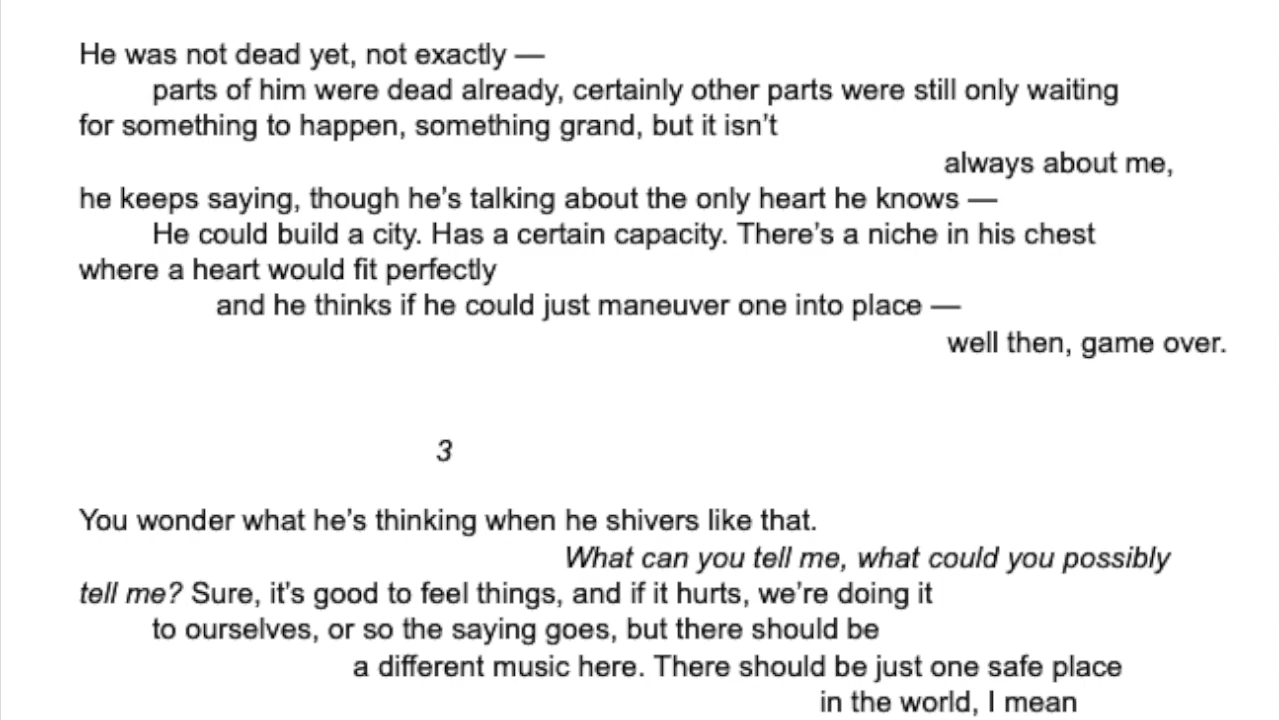 He was not dead yet, not exactly —
parts of him were dead already, certainly other parts were still only waiting
for something to happen, something grand, but it isn't
always about me,
he keeps saying, though he’s talking about the only heart he knows —
He could build a city. Has a certain capacity. There’s a niche in his chest
where a heart would fit perfectly
and he thinks if he could just maneuver one into place —
well then, game over.
3
You wonder what he’s thinking when he shivers like that.
What can you tell me, what could you possibly
tell me? Sure, it’s good to feel things, and if it hurts, we’re doing it
to ourselves, or so the saying goes, but there should be
a different music here. There should be just one safe place
in the world, I mean